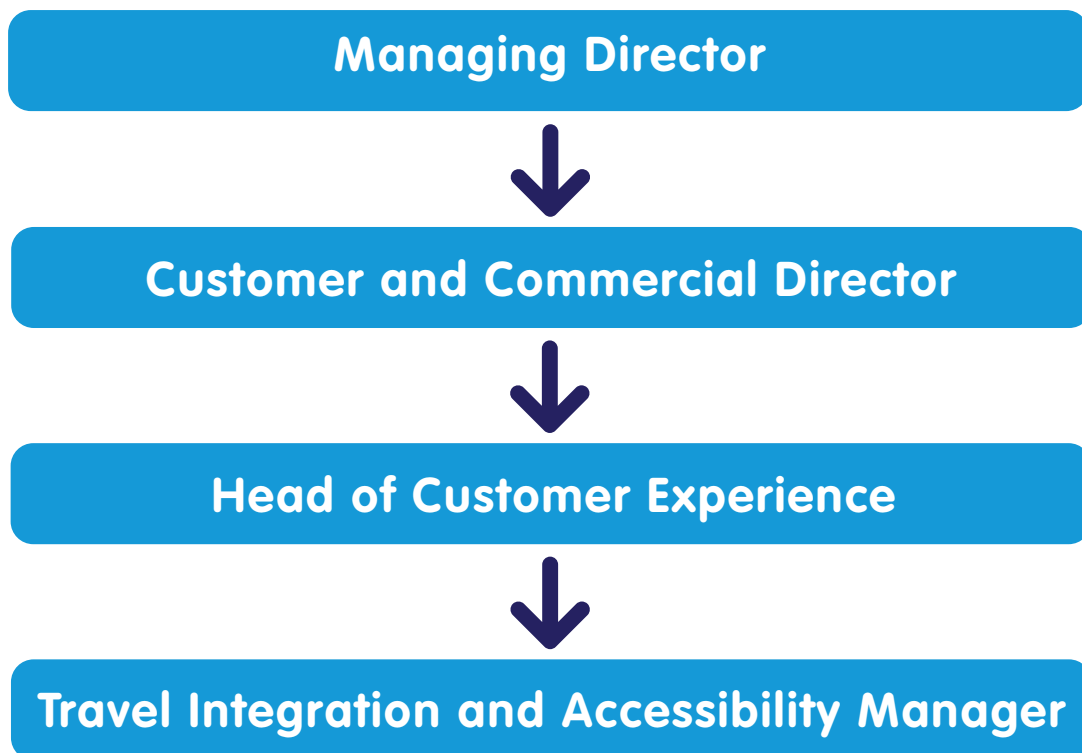 Managing Director
Customer and Commercial Director
Head of Customer Experience
Travel Integration and Accessibility Manager